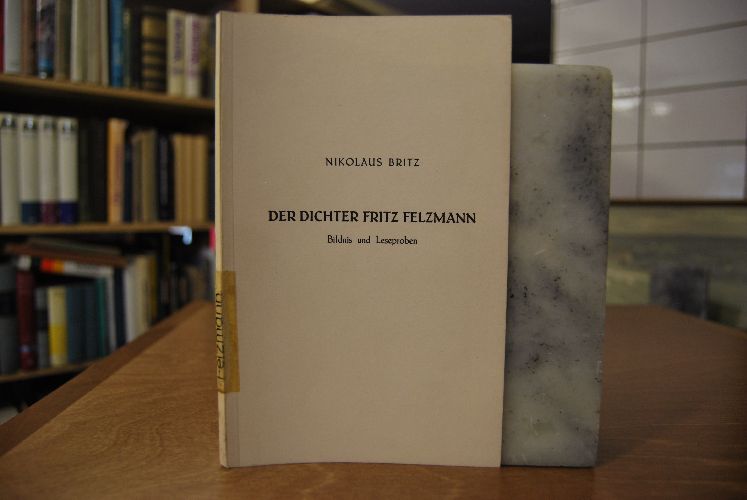 NIKOLAUS BRITZ
DER DICHTER FRITZ FELZMANN
Bildnis und Leseproben
Felzmann